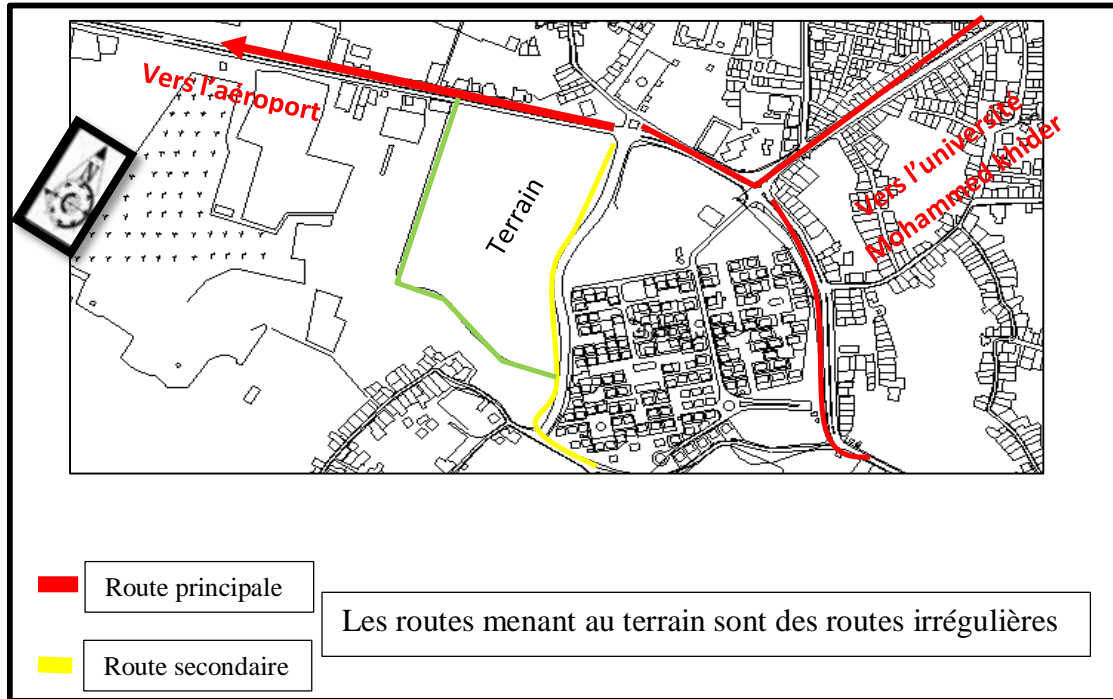 Vers l'aéroport
Terrain
Vers l'université
Mohammed khider
Route principale
Les routes menant au terrain sont des routes irrégulières
Route secondaire